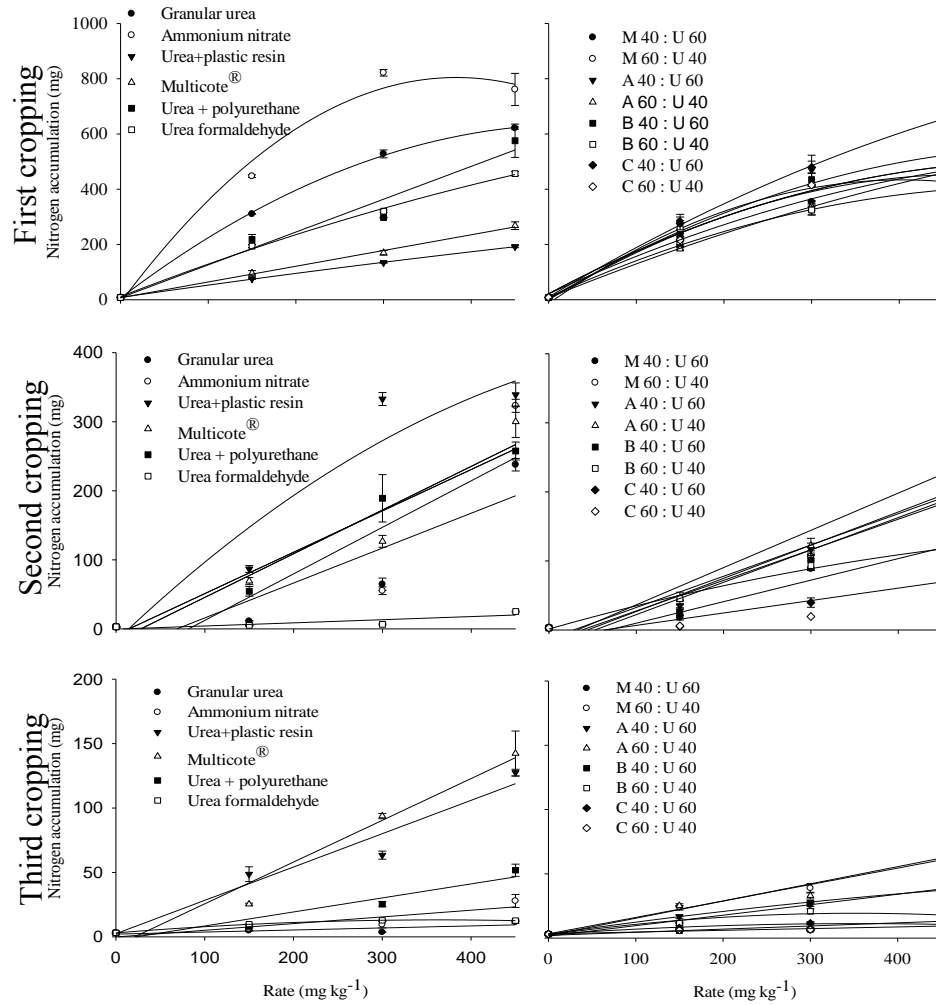 First cropping
Nitrogen accumulation (mg)
1000
800
600
400
200
0
Granular urea
Ammonium nitrate
Urea+plastic resin
Multicote®
Urea + polyurethane
Urea formaldehyde
M 40 : U 60
M 60 : U 40
A 40 : U 60
A 60 : U 40
B 40 : U 60
B 60 : U 40
C 40 : U 60
C 60 : U 40
Second cropping
Nitrogen accumulation (mg)
400
300
200
100
0
Granular urea
Ammonium nitrate
Urea+plastic resin
Multicote®
Urea + polyurethane
Urea formaldehyde
M 40 : U 60
M 60 : U 40
A 40 : U 60
A 60 : U 40
B 40 : U 60
B 60 : U 40
C 40 : U 60
C 60 : U 40
Third cropping
Nitrogen accumulation (mg)
200
150
100
50
0
Granular urea
Ammonium nitrate
Urea+plastic resin
Multicote®
Urea + polyurethane
Urea formaldehyde
0 100 200 300 400
Rate (mg kg-1)
M 40 : U 60
M 60 : U 40
A 40 : U 60
A 60 : U 40
B 40 : U 60
B 60 : U 40
C 40 : U 60
C 60 : U 40
0 100 200 300 400
Rate (mg kg-1)